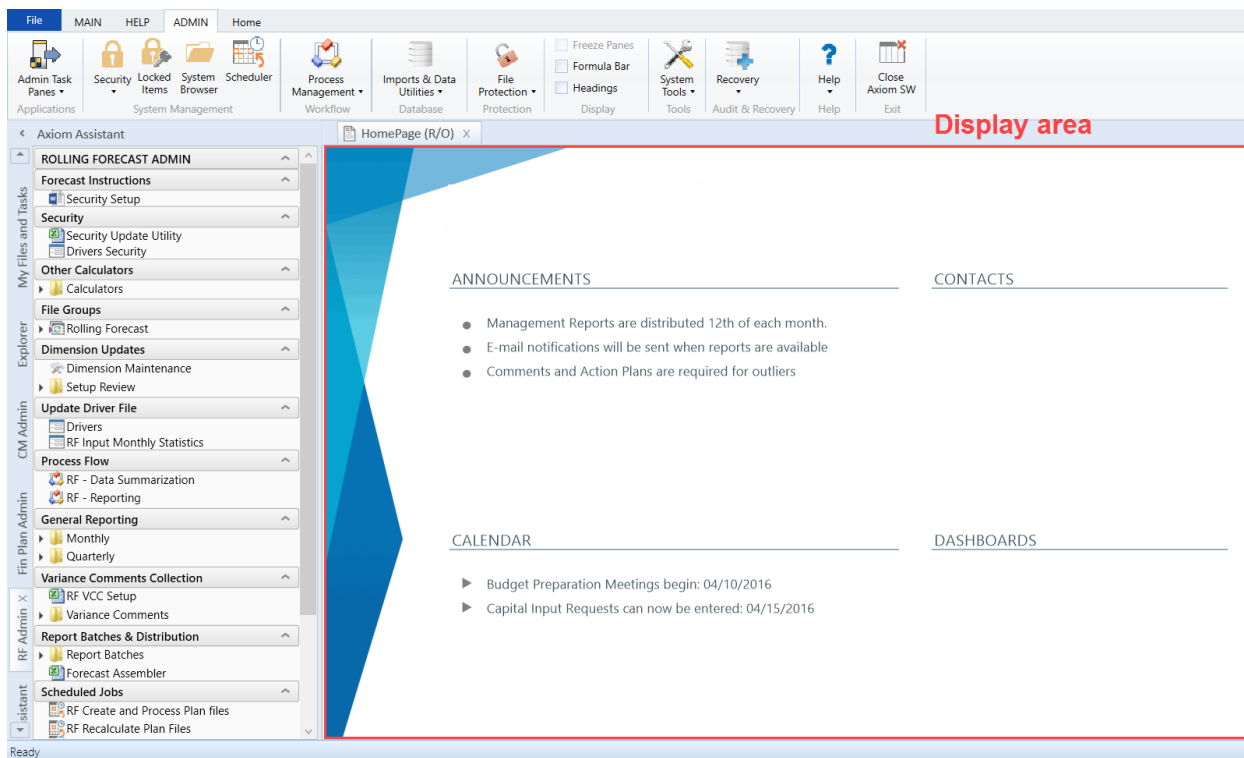 File MAIN HELP ADMIN Home
Freeze Panes
Formula Bar
Headings
Admin Task Panes
Security
Locked Items
System Browser
Scheduler
Process Management
Imports & Data Utilities
File Protection
System Tools
Recovery
Help
Close Axiom SW
Applications System Management Workflow Database Protection Display Tools Audit & Recovery Help Exit
Axiom Assistant
HomePage (R/O) X
Display area
My Files and Tasks
Explorer
CM Admin
Fin Plan Admin
RF Admin X
sistant
ROLLING FORECAST ADMIN
Forecast Instructions
Security Setup
Security
Security Update Utility
Drivers Security
Other Calculators
Calculators
File Groups
Rolling Forecast
Dimension Updates
Dimension Maintenance
Setup Review
Update Driver File
Drivers
RF Input Monthly Statistics
Process Flow
RF - Data Summarization
RF - Reporting
General Reporting
Monthly
Quarterly
Variance Comments Collection
RF VCC Setup
Variance Comments
Report Batches & Distribution
Report Batches
Forecast Assembler
Scheduled Jobs
RF Create and Process Plan files
RF Recalculate Plan Files
ANNOUNCEMENTS
Management Reports are distributed 12th of each month.
E-mail notifications will be sent when reports are available
Comments and Action Plans are required for outliers
CONTACTS
CALENDAR
Budget Preparation Meetings begin: 04/10/2016
Capital Input Requests can now be entered: 04/15/2016
DASHBOARDS
Ready